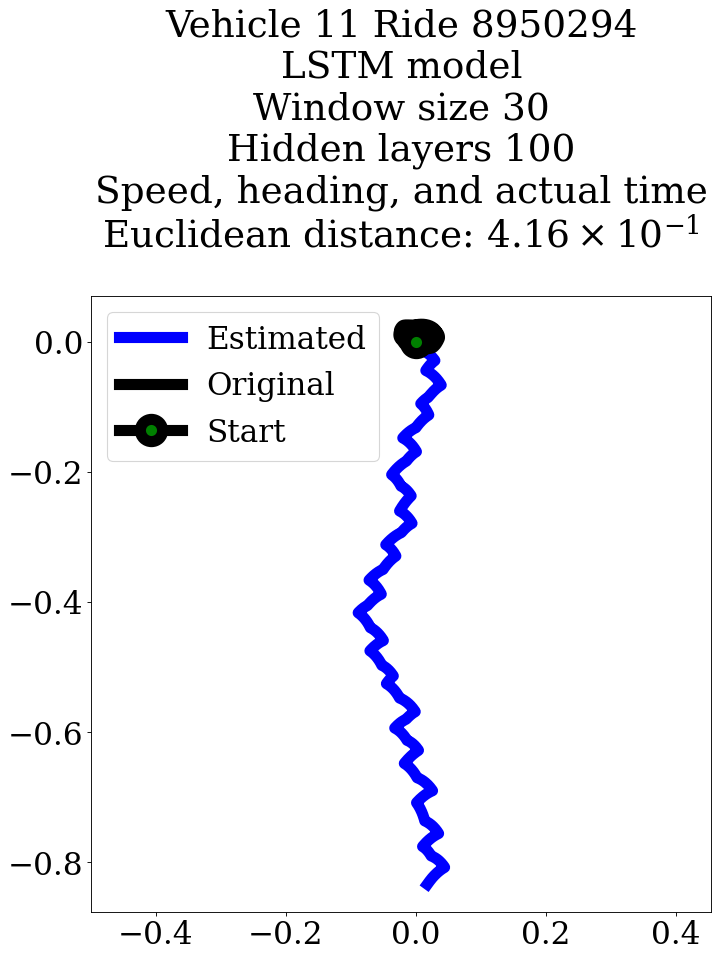 Vehicle 11 Ride 8950294
LSTM model
Window size 30
Hidden layers 100
Speed, heading, and actual time
Euclidean distance: 4.16 × 10⁻¹
Estimated
Original
Start
0.0
−0.2
−0.4
−0.6
−0.8
−0.4 −0.2 0.0 0.2 0.4